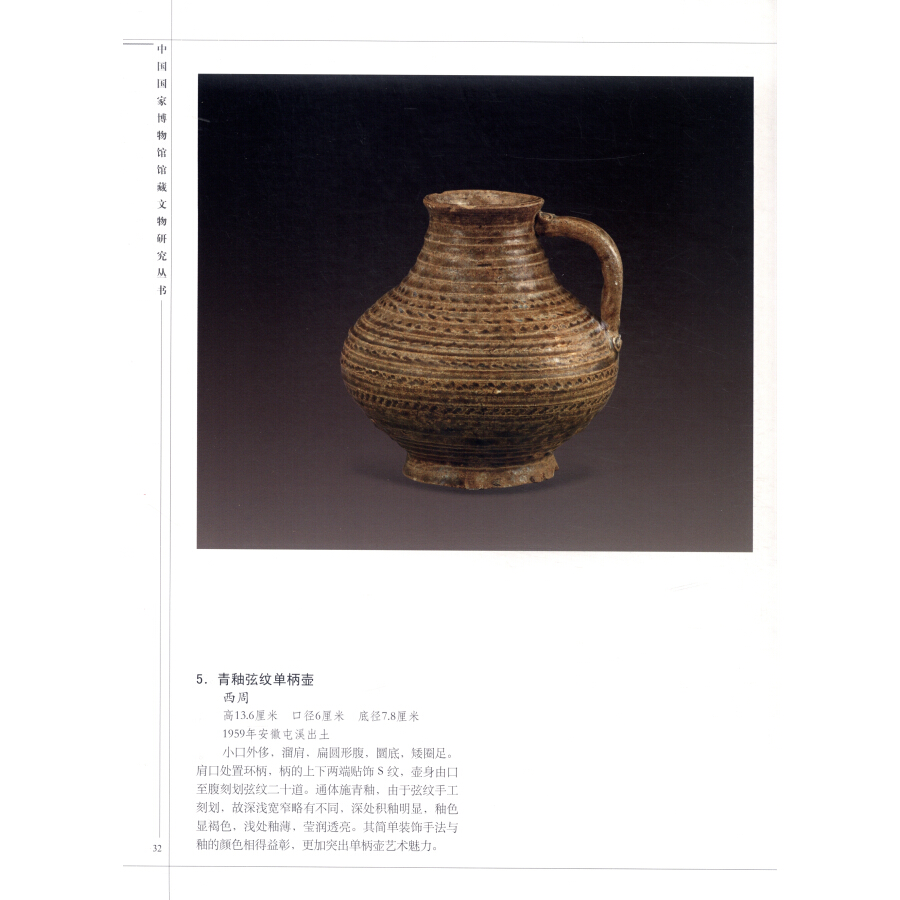 中国国家博物馆馆藏文物研究丛书
5．青釉弦纹单柄壶
西周
高13.6厘米　口径6厘米　底径7.8厘米
1959年安徽屯溪出土
小口外侈，溜肩，扁圆形腹，圜底，矮圈足。
肩口处置环柄，柄的上下两端贴饰S纹，壶身由口
至腹刻划弦纹二十道。通体施青釉，由于弦纹手工
刻划，故深浅宽窄略有不同，深处积釉明显，釉色
显褐色，浅处釉薄，莹润透亮。其简单装饰手法与
釉的颜色相得益彰，更加突出单柄壶艺术魅力。
32